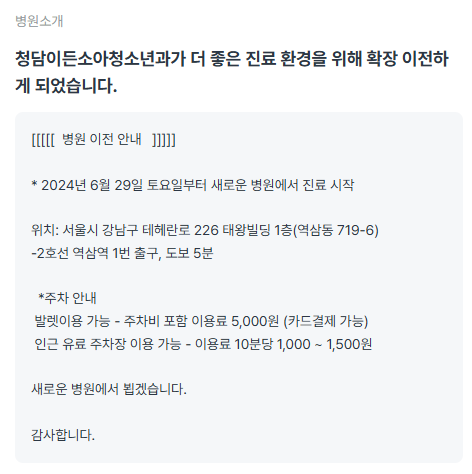 병원소개
청담이든소아청소년과가 더 좋은 진료 환경을 위해 확장 이전하
게 되었습니다.
[[[[[  병원 이전 안내   ]]]]]
* 2024년 6월 29일 토요일부터 새로운 병원에서 진료 시작
위치: 서울시 강남구 테헤란로 226 태왕빌딩 1층(역삼동 719-6)
-2호선 역삼역 1번 출구, 도보 5분
*주차 안내
발렛이용 가능 - 주차비 포함 이용료 5,000원 (카드결제 가능)
인근 유료 주차장 이용 가능 - 이용료 10분당 1,000 ~ 1,500원
새로운 병원에서 뵙겠습니다.
감사합니다.